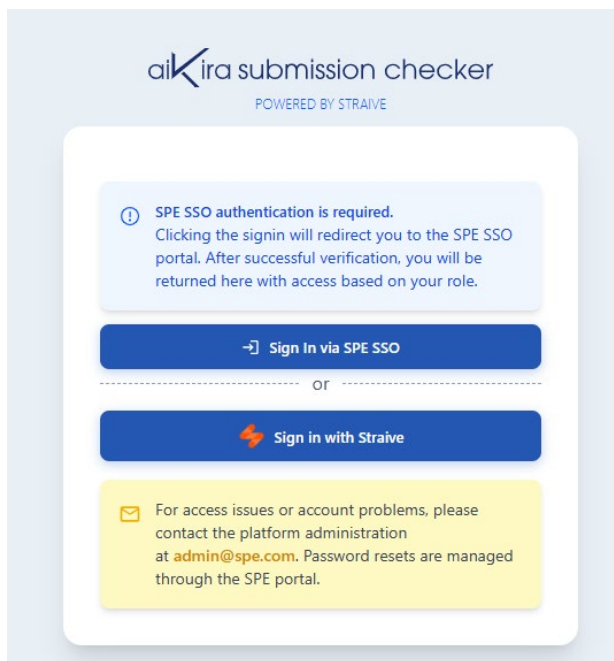 aiKira submission checker
POWERED BY STRAIVE
SPE SSO authentication is required.
Clicking the signin will redirect you to the SPE SSO
portal. After successful verification, you will be
returned here with access based on your role.
Sign In via SPE SSO
or
Sign in with Straive
For access issues or account problems, please
contact the platform administration
at admin@spe.com. Password resets are managed
through the SPE portal.